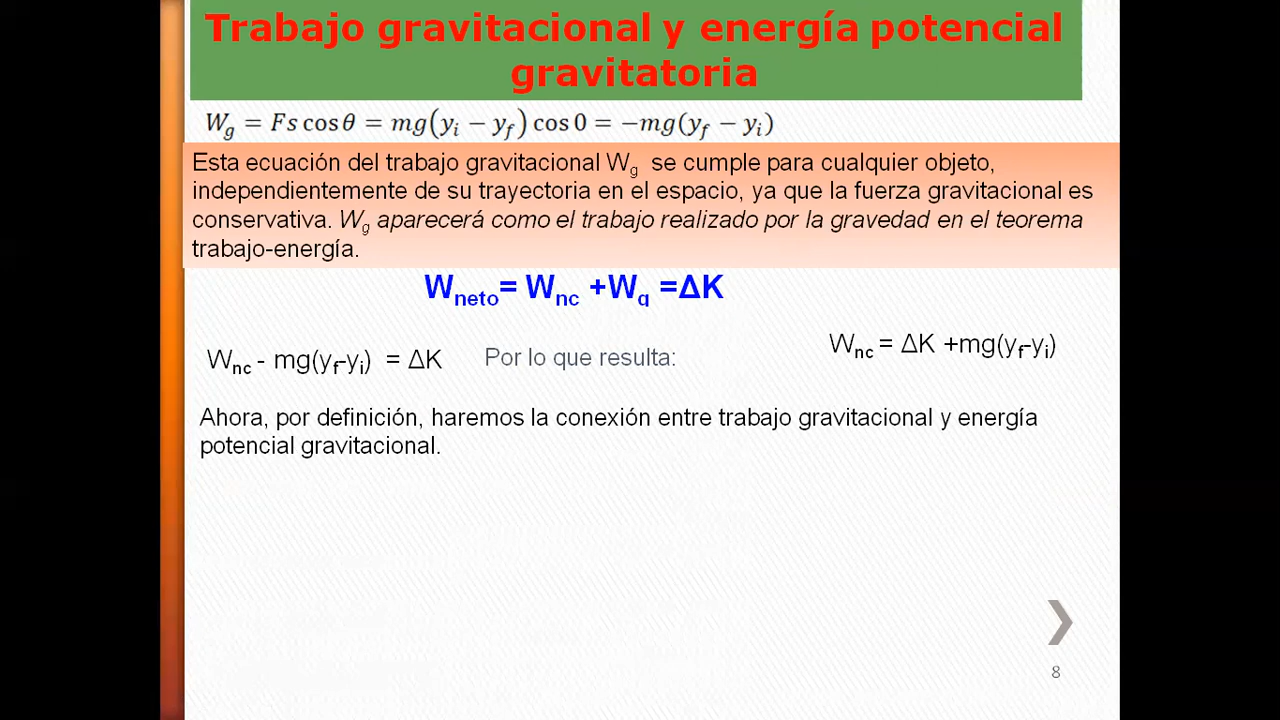 Trabajo gravitacional y energía potencial
gravitatoria
W_g = Fs cos θ = mg(y_i − y_f) cos 0 = −mg(y_f − y_i)
Esta ecuación del trabajo gravitacional W_g se cumple para cualquier objeto,
independientemente de su trayectoria en el espacio, ya que la fuerza gravitacional es
conservativa. W_g aparecerá como el trabajo realizado por la gravedad en el teorema
trabajo-energía.
W_neto= W_nc +W_g =ΔK
W_nc - mg(y_f-y_i) = ΔK Por lo que resulta: W_nc = ΔK +mg(y_f-y_i)
Ahora, por definición, haremos la conexión entre trabajo gravitacional y energía
potencial gravitacional.
8